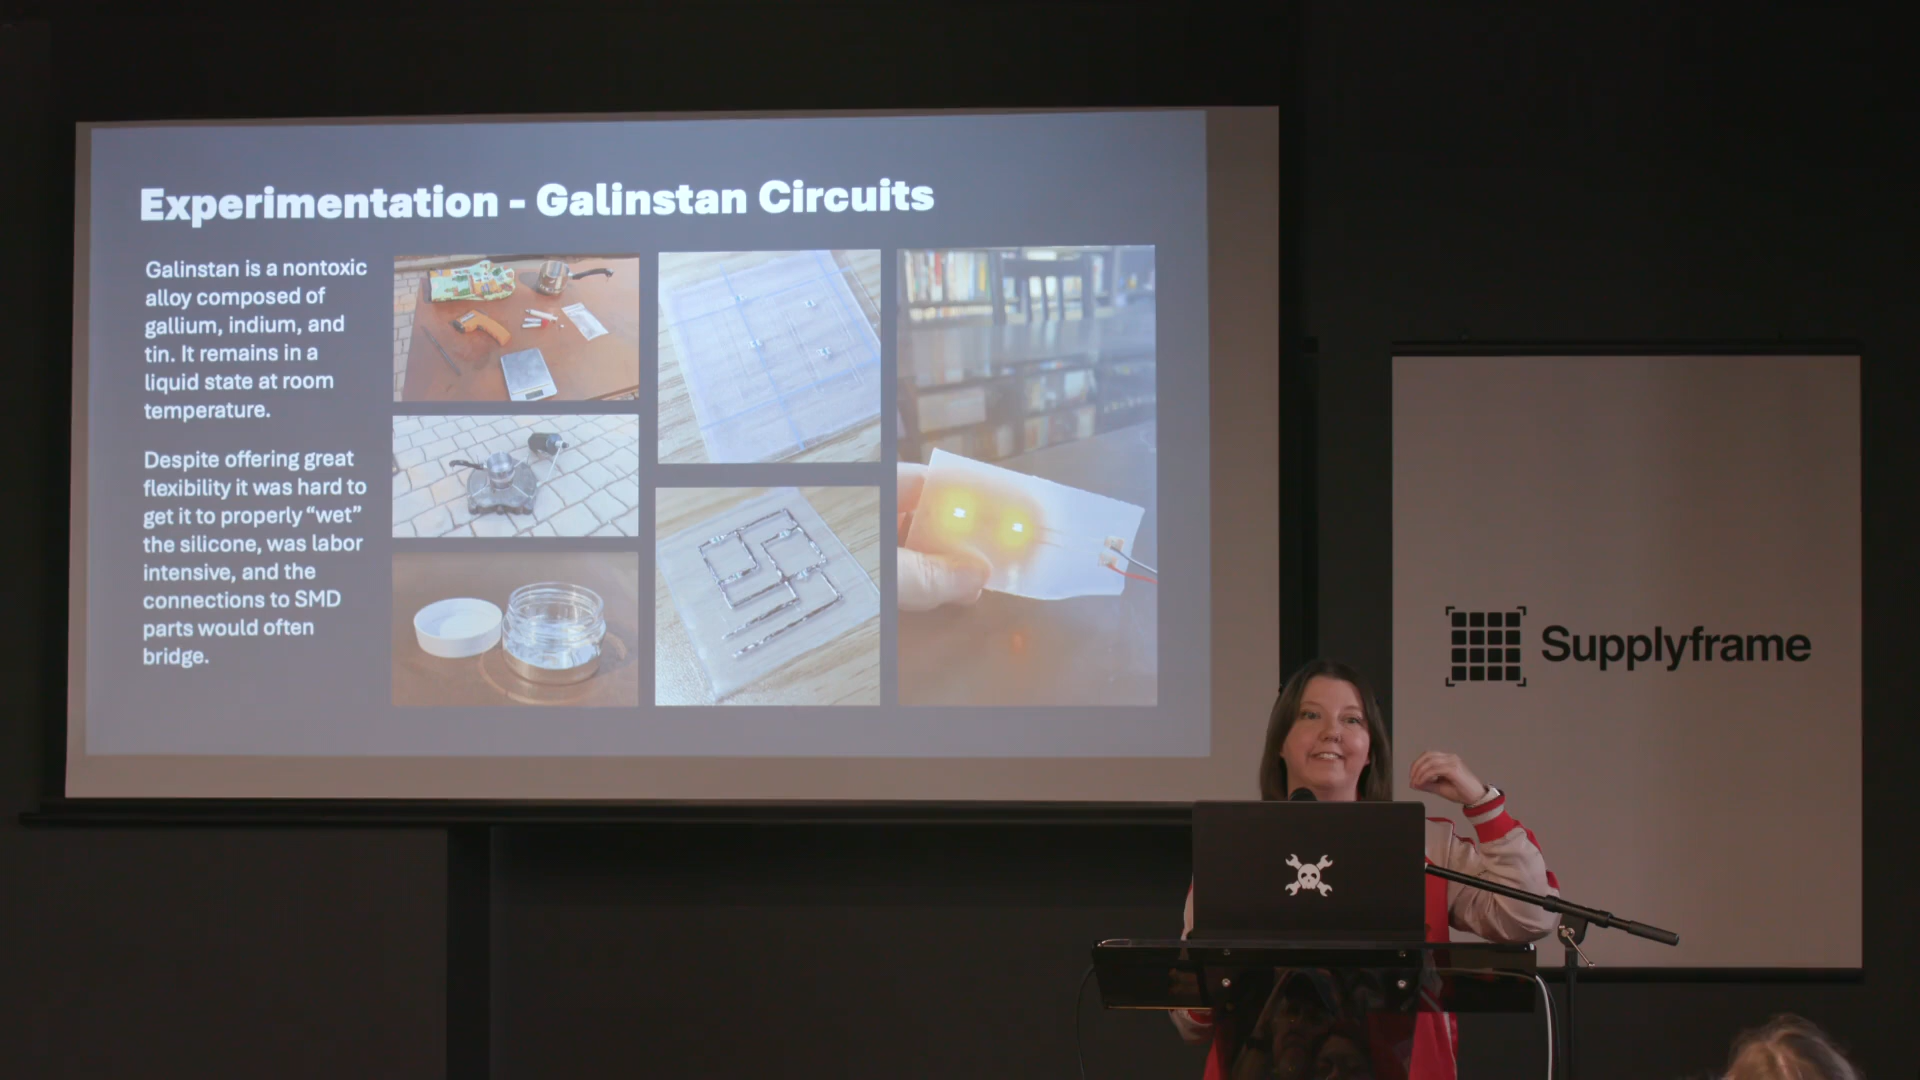 Experimentation - Galinstan Circuits
Galinstan is a nontoxic
alloy composed of
gallium, indium, and
tin. It remains in a
liquid state at room
temperature.
Despite offering great
flexibility it was hard to
get it to properly “wet”
the silicone, was labor
intensive, and the
connections to SMD
parts would often
bridge.
Supplyframe